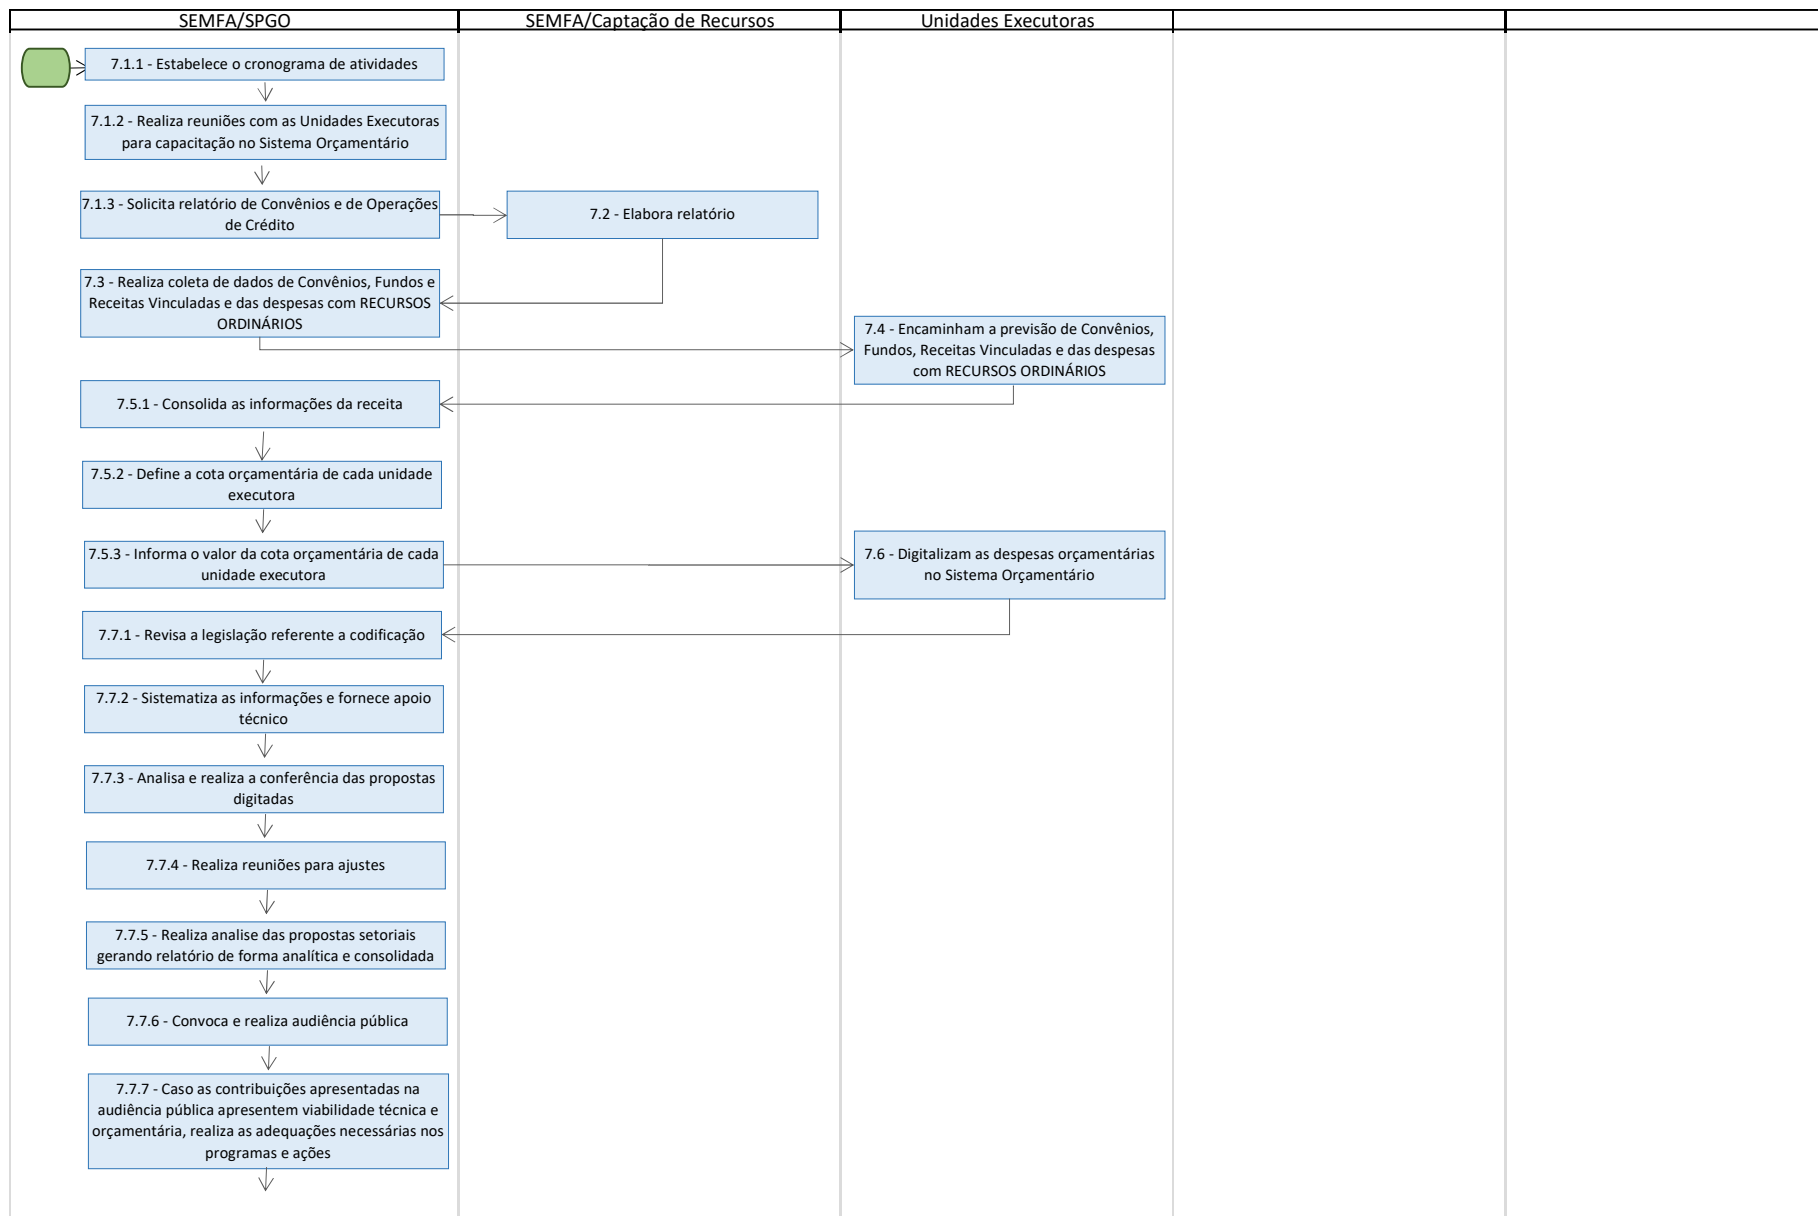 SEMFA/SPGO
SEMFA/Captação de Recursos
Unidades Executoras
7.1.1 - Estabelece o cronograma de atividades
7.1.2 - Realiza reuniões com as Unidades Executoras
para capacitação no Sistema Orçamentário
7.1.3 - Solicita relatório de Convênios e de Operações
de Crédito
7.2 - Elabora relatório
7.3 - Realiza coleta de dados de Convênios, Fundos e
Receitas Vinculadas e das despesas com RECURSOS
ORDINÁRIOS
7.4 - Encaminham a previsão de Convênios,
Fundos, Receitas Vinculadas e das despesas
com RECURSOS ORDINÁRIOS
7.5.1 - Consolida as informações da receita
7.5.2 - Define a cota orçamentária de cada unidade
executora
7.5.3 - Informa o valor da cota orçamentária de cada
unidade executora
7.6 - Digitalizam as despesas orçamentárias
no Sistema Orçamentário
7.7.1 - Revisa a legislação referente a codificação
7.7.2 - Sistematiza as informações e fornece apoio
técnico
7.7.3 - Analisa e realiza a conferência das propostas
digitadas
7.7.4 - Realiza reuniões para ajustes
7.7.5 - Realiza analise das propostas setoriais
gerando relatório de forma analítica e consolidada
7.7.6 - Convoca e realiza audiência pública
7.7.7 - Caso as contribuições apresentadas na
audiência pública apresentem viabilidade técnica e
orçamentária, realiza as adequações necessárias nos
programas e ações